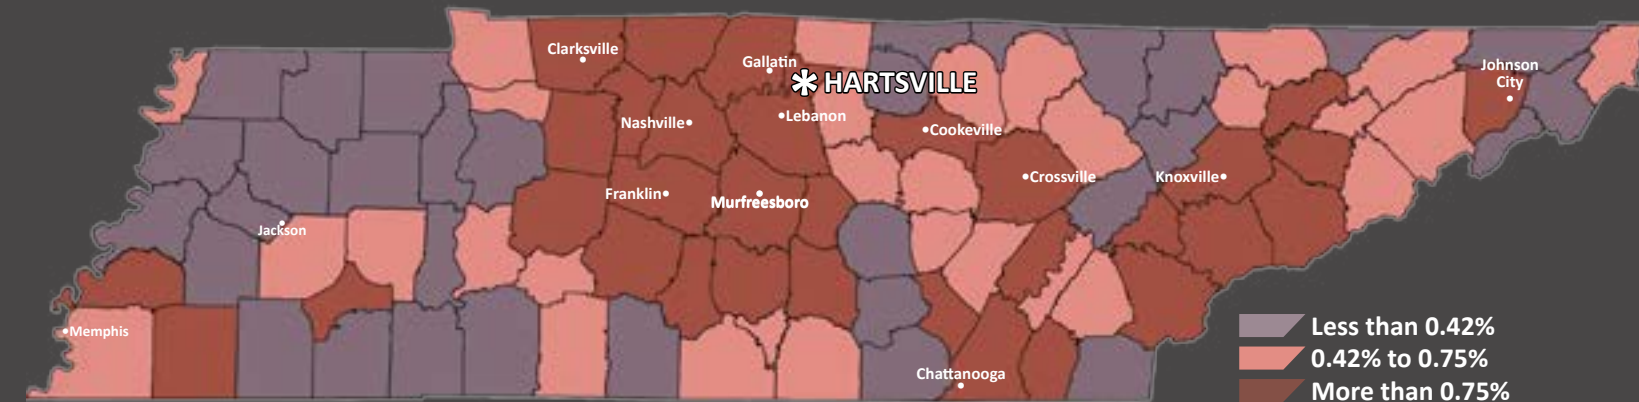 Clarksville
Gallatin
* HARTSVILLE
Johnson
City
Nashville
Lebanon
Cookeville
Franklin
Murfreesboro
Crossville
Knoxville
Jackson
Memphis
Chattanooga
Less than 0.42%
0.42% to 0.75%
More than 0.75%